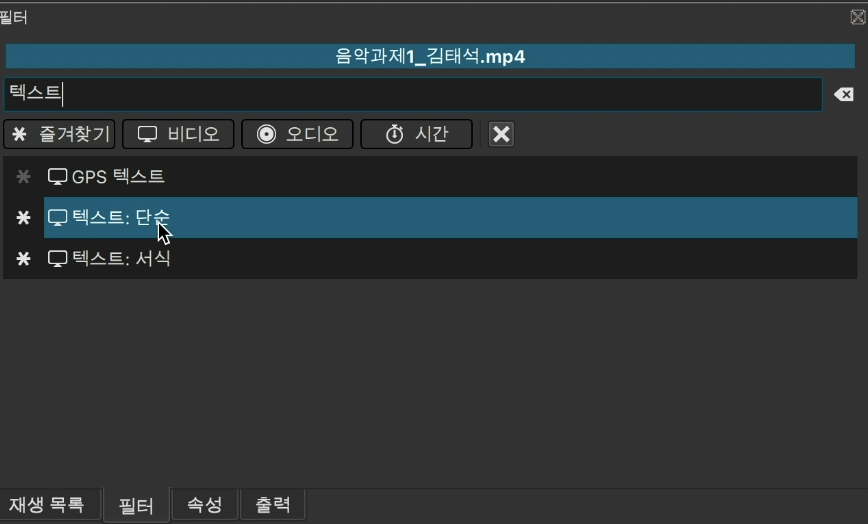 필터
음악과제1_김태석.mp4
텍스트
즐겨찾기 비디오 오디오 시간
GPS 텍스트
텍스트: 단순
텍스트: 서식
재생 목록 필터 속성 출력